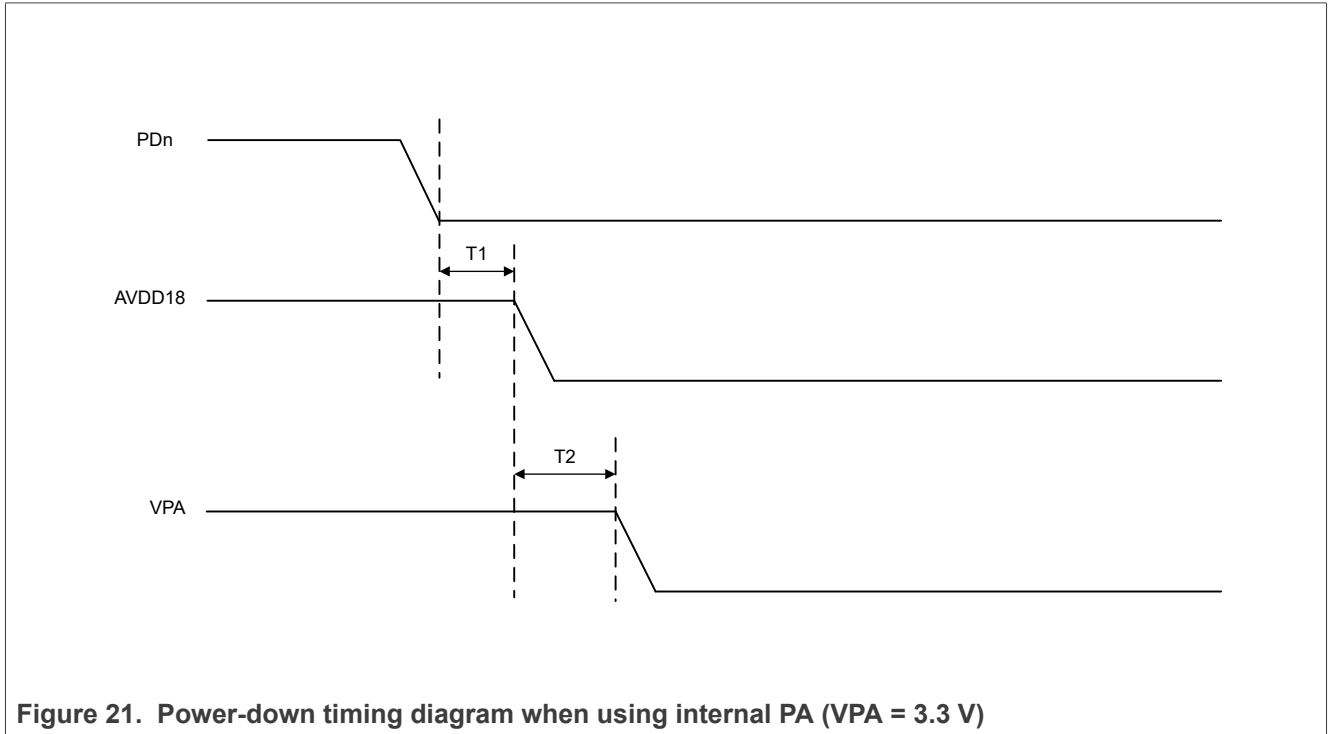 PDn
T1
AVDD18
T2
VPA
Figure 21. Power-down timing diagram when using internal PA (VPA = 3.3 V)